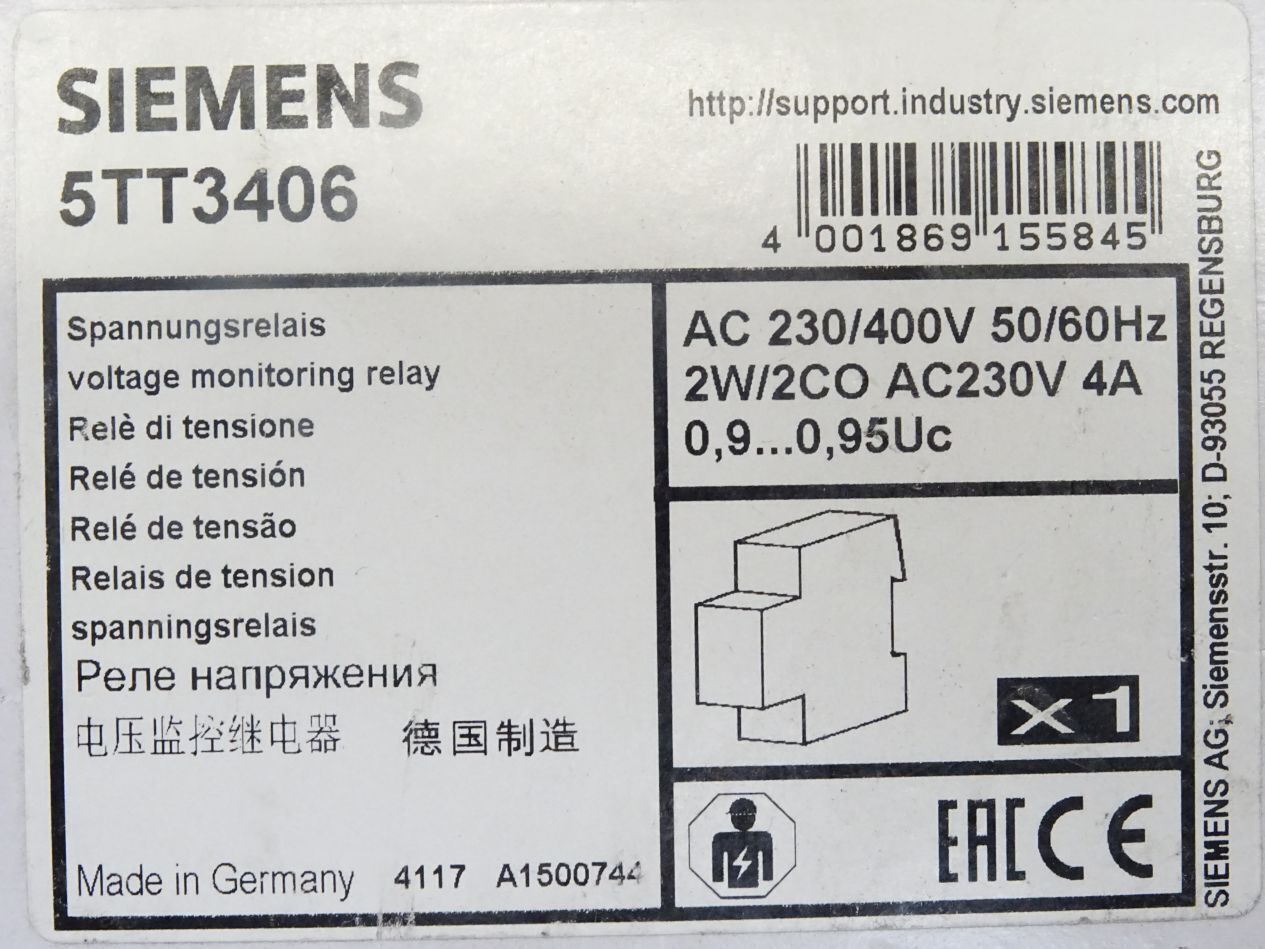 SIEMENS
5TT3406
http://support.industry.siemens.com
4 001869 155845
Spannungsrelais
voltage monitoring relay
Relè di tensione
Relé de tensión
Relé de tensão
Relais de tension
spanningsrelais
Реле напряжения
电压监控继电器 德国制造
Made in Germany 4117 A1500744
AC 230/400V 50/60Hz
2W/2CO AC230V 4A
0,9...0,95Uc
x1
EAC CE
SIEMENS AG; Siemensstr. 10; D-93055 REGENSBURG